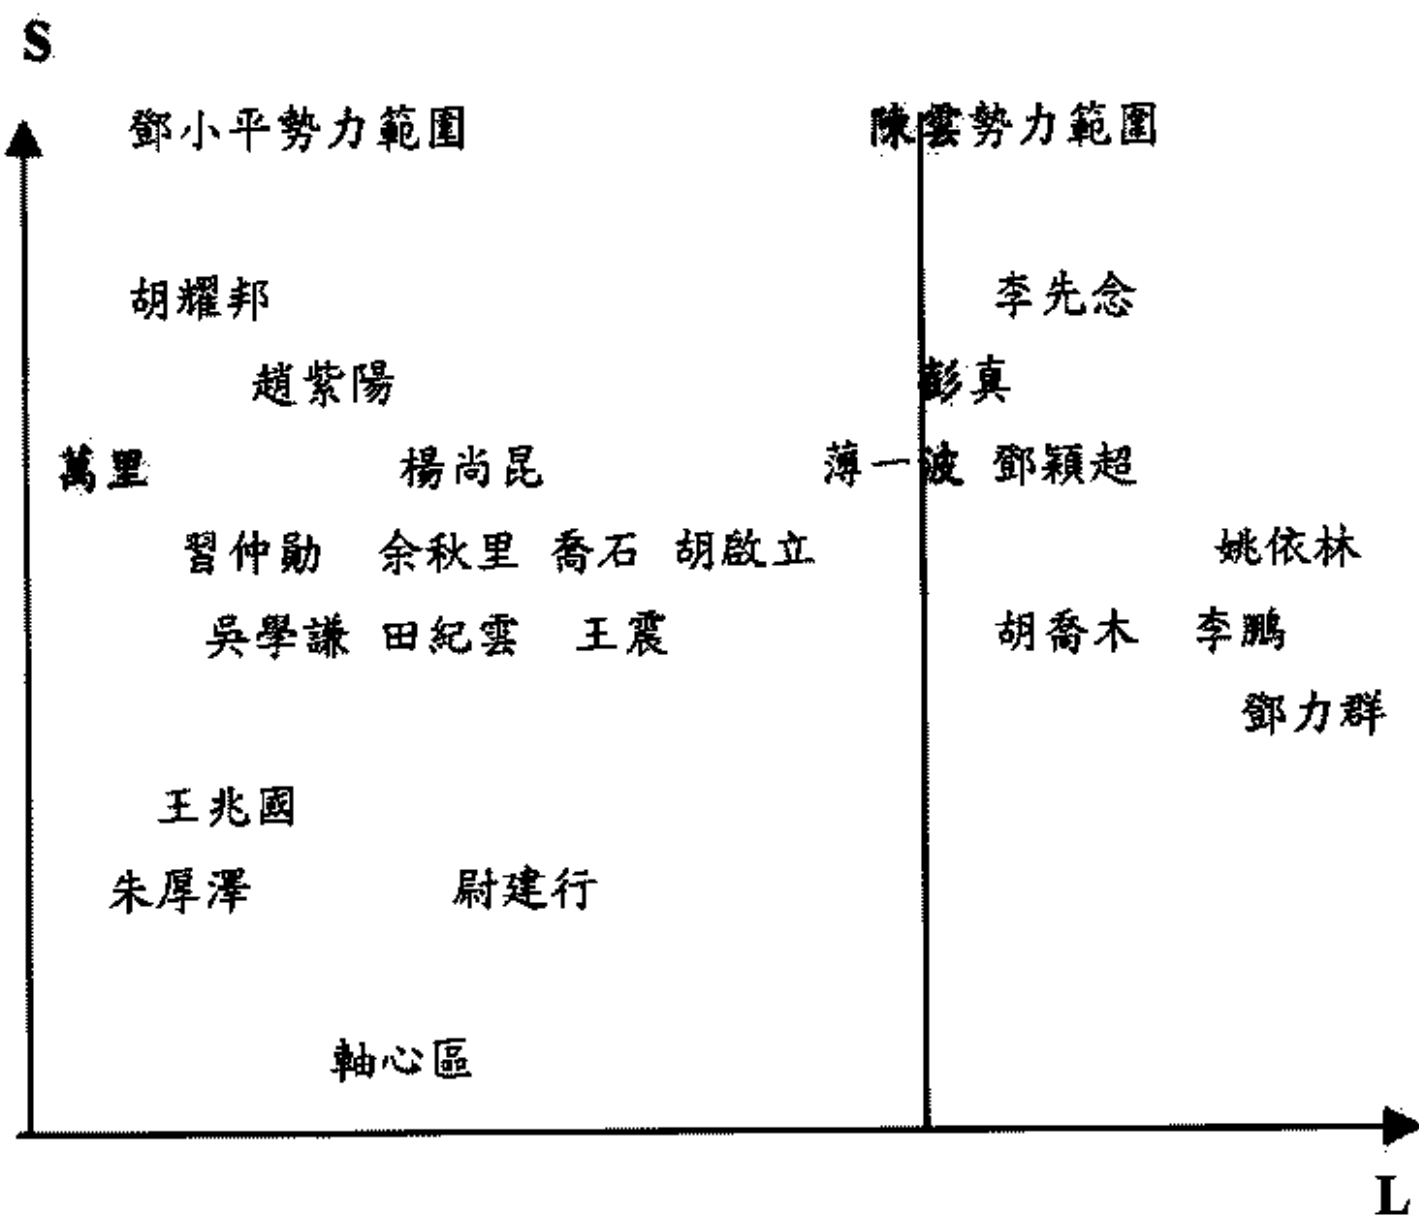 S
鄧小平勢力範圍 陳雲勢力範圍
胡耀邦 李先念
趙紫陽 彭真
萬里 楊尚昆 薄一波 鄧穎超
習仲勛 余秋里 喬石 胡啟立 姚依林
吳學謙 田紀雲 王震 胡喬木 李鵬
鄧力群
王兆國
朱厚澤 尉建行
軸心區
L